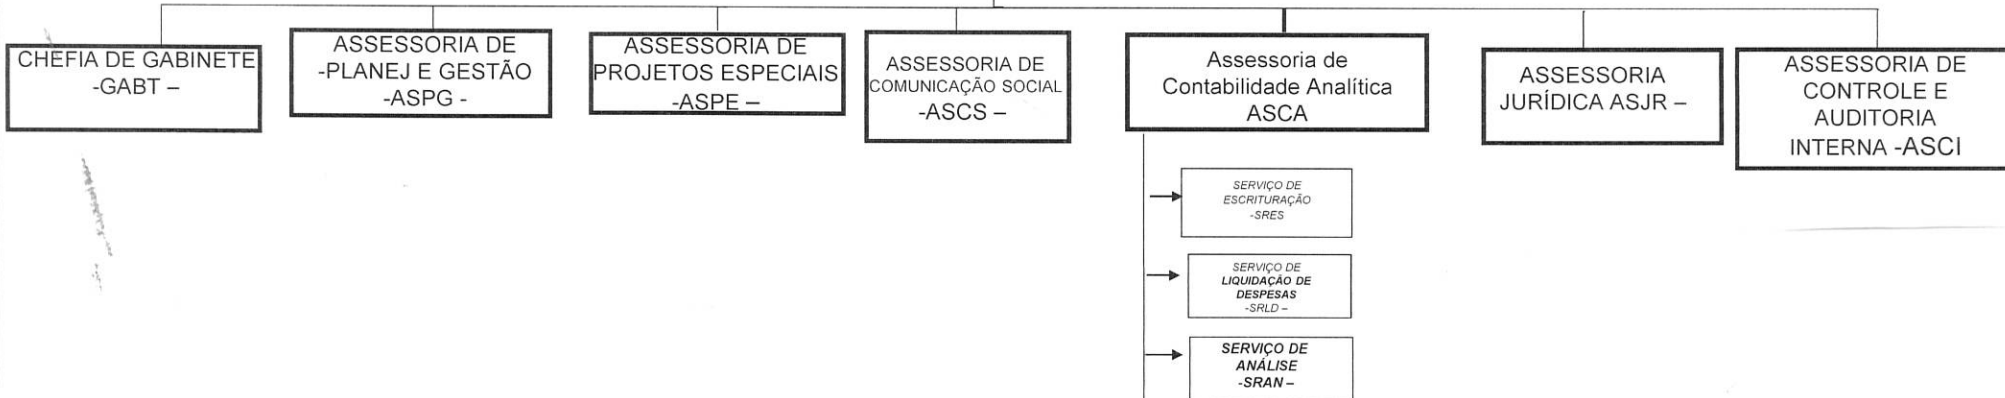 CHEFIA DE GABINETE
-GABT –
ASSESSORIA DE
-PLANEJ E GESTÃO
-ASPG -
ASSESSORIA DE
PROJETOS ESPECIAIS
-ASPE –
ASSESSORIA DE
COMUNICAÇÃO SOCIAL
-ASCS –
Assessoria de
Contabilidade Analítica
ASCA
ASSESSORIA
JURÍDICA ASJR –
ASSESSORIA DE
CONTROLE E
AUDITORIA
INTERNA -ASCI
SERVIÇO DE
ESCRITURAÇÃO
-SRES
SERVIÇO DE
LIQUIDAÇÃO DE
DESPESAS
-SRLD –
SERVIÇO DE
ANÁLISE
-SRAN –